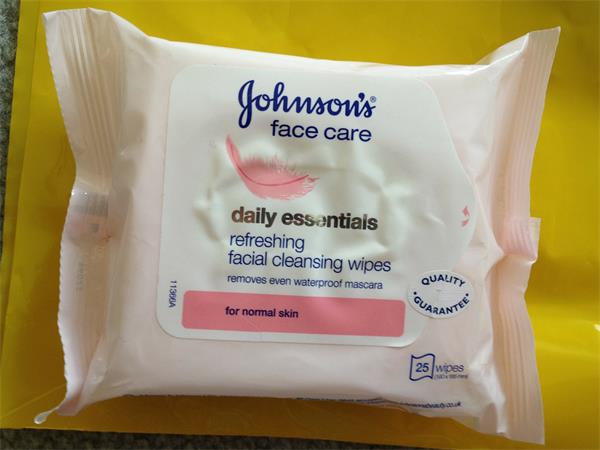 Johnson's®
face care
daily essentials
refreshing
facial cleansing wipes
removes even waterproof mascara
for normal skin
11366A
QUALITY
• GUARANTEE •
25 wipes